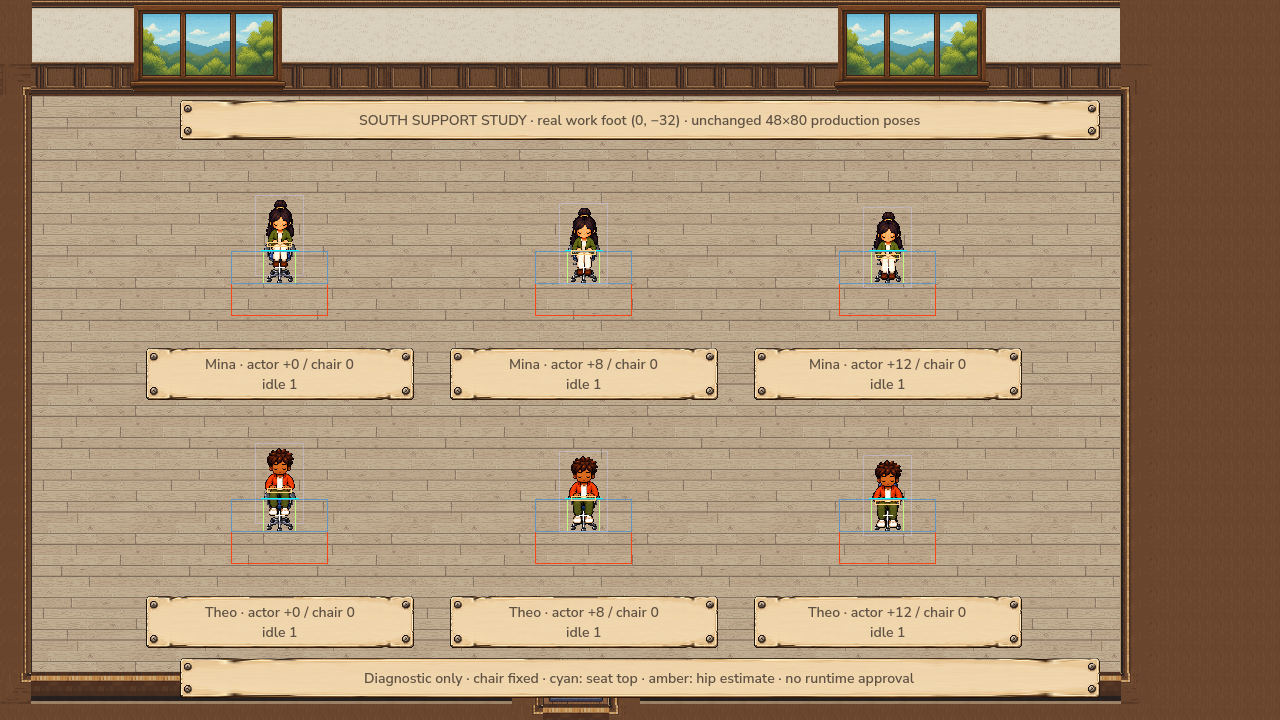 SOUTH SUPPORT STUDY · real work foot (0, −32) · unchanged 48×80 production poses
Mina · actor +0 / chair 0
idle 1
Mina · actor +8 / chair 0
idle 1
Mina · actor +12 / chair 0
idle 1
Theo · actor +0 / chair 0
idle 1
Theo · actor +8 / chair 0
idle 1
Theo · actor +12 / chair 0
idle 1
Diagnostic only · chair fixed · cyan: seat top · amber: hip estimate · no runtime approval